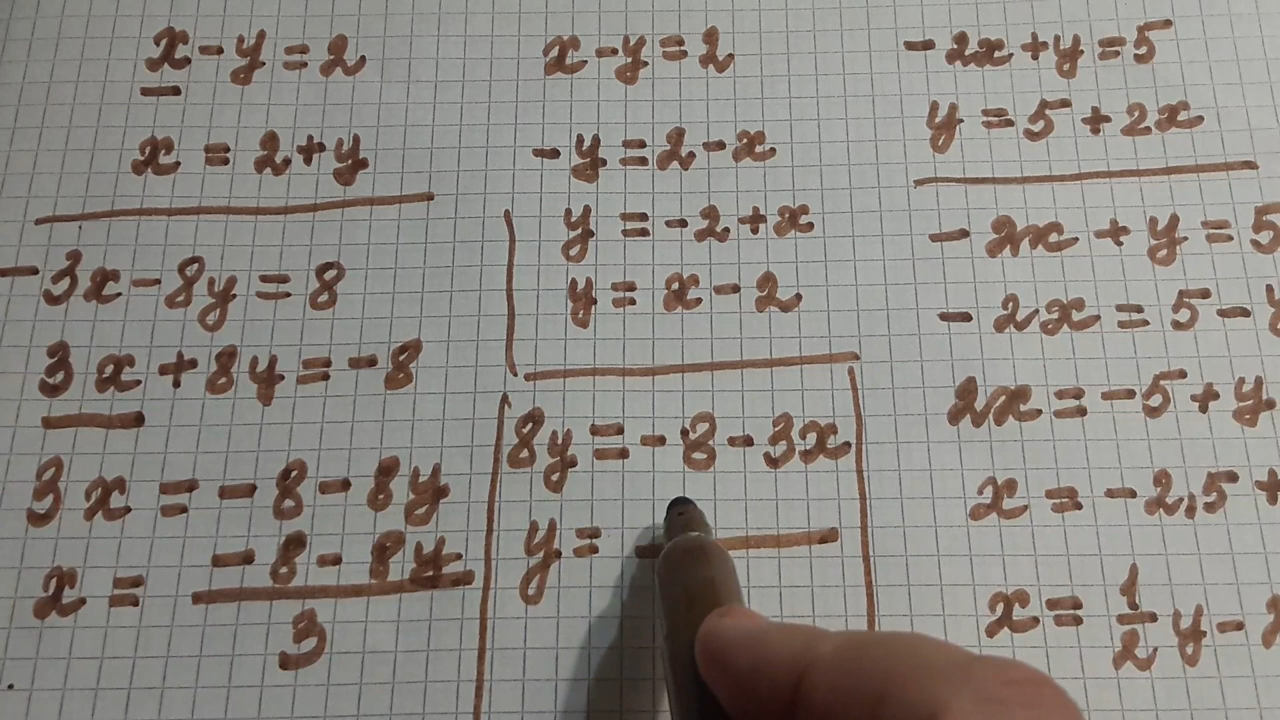 x-y=2
x=2+y
-3x-8y=8
3x+8y=-8
3x=-8-8y
x=
-8-8y
3
x-y=2
-y=2-x
y=-2+x
y=x-2
8y=-8-3x
y=
-2x+y=5
y=5+2x
-2x+y=5
-2x=5-y
2x=-5+y
x=-2,5+
x=1/2y-